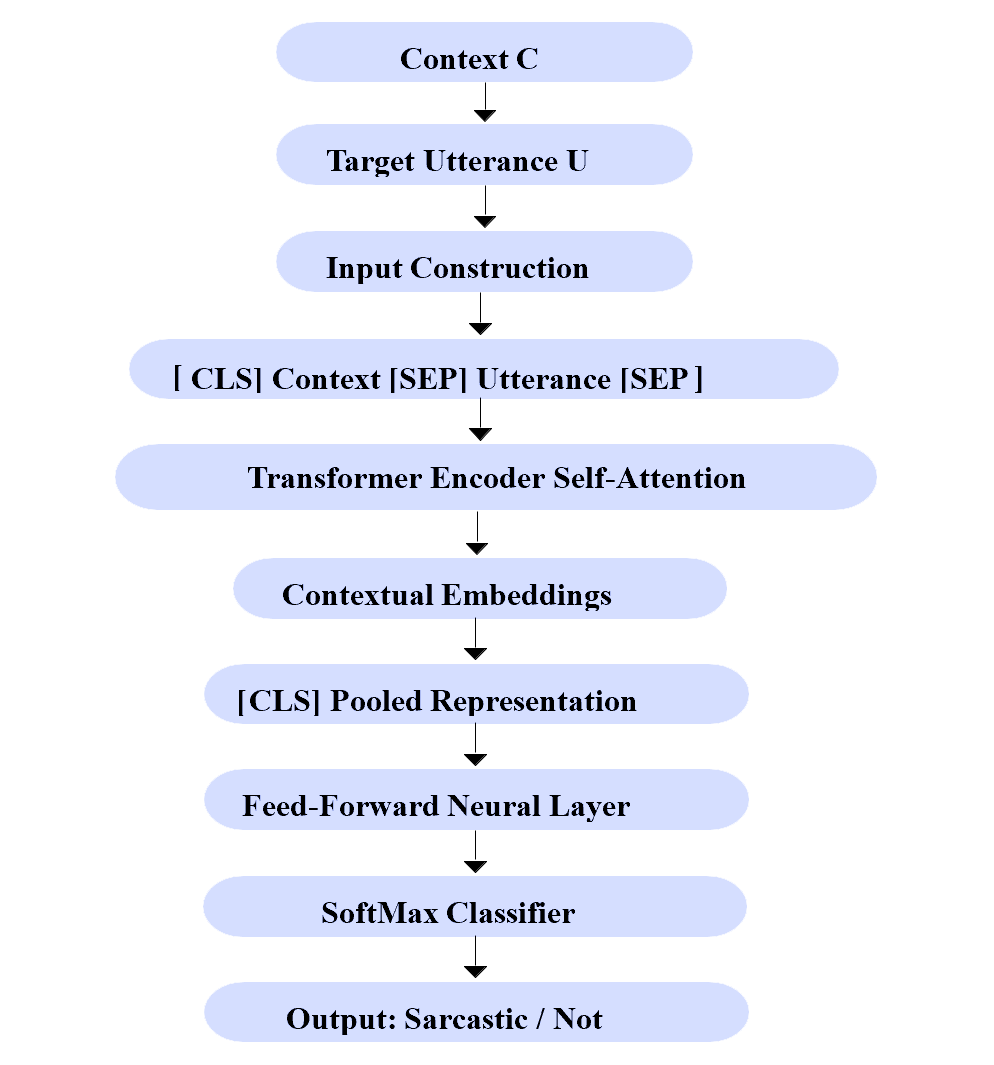 Context C
Target Utterance U
Input Construction
[ CLS] Context [SEP] Utterance [SEP ]
Transformer Encoder Self-Attention
Contextual Embeddings
[CLS] Pooled Representation
Feed-Forward Neural Layer
SoftMax Classifier
Output: Sarcastic / Not